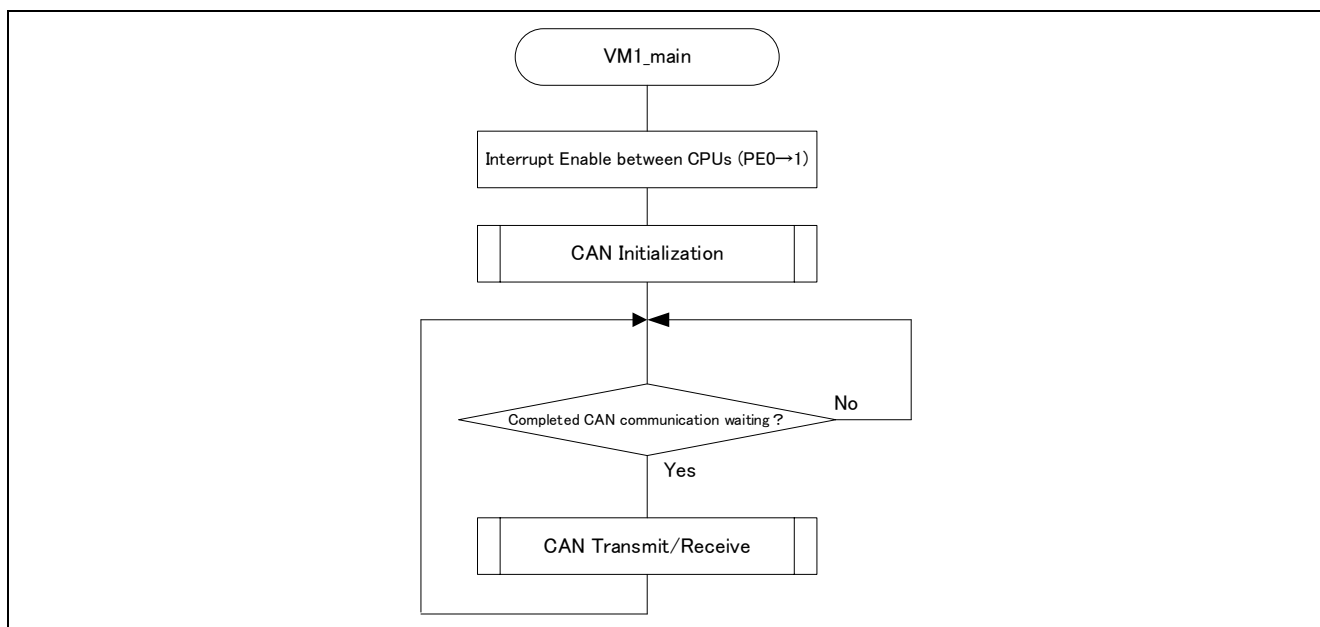 VM1_main
Interrupt Enable between CPUs (PE0→1)
CAN Initialization
Completed CAN communication waiting？
No
Yes
CAN Transmit/Receive